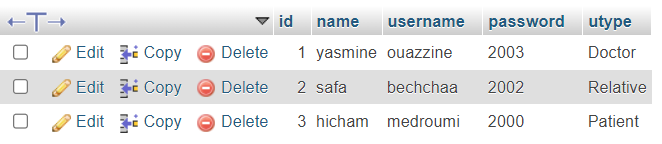 id name username password utype
Edit Copy Delete 1 yasmine ouazzine 2003 Doctor
Edit Copy Delete 2 safa bechchaa 2002 Relative
Edit Copy Delete 3 hicham medroumi 2000 Patient